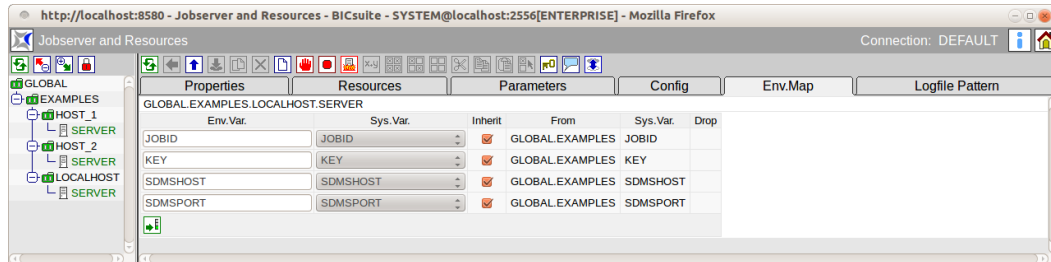 http://localhost:8580 - Jobserver and Resources - BICsuite - SYSTEM@localhost:2556[ENTERPRISE] - Mozilla Firefox
Jobserver and Resources
Connection: DEFAULT
GLOBAL
EXAMPLES
HOST_1
SERVER
HOST_2
SERVER
LOCALHOST
SERVER
x.y
Properties Resources Parameters Config Env.Map Logfile Pattern
GLOBAL.EXAMPLES.LOCALHOST.SERVER
Env.Var. Sys.Var. Inherit From Sys.Var. Drop
JOBID JOBID GLOBAL.EXAMPLES JOBID
KEY KEY GLOBAL.EXAMPLES KEY
SDMSHOST SDMSHOST GLOBAL.EXAMPLES SDMSHOST
SDMSPORT SDMSPORT GLOBAL.EXAMPLES SDMSPORT